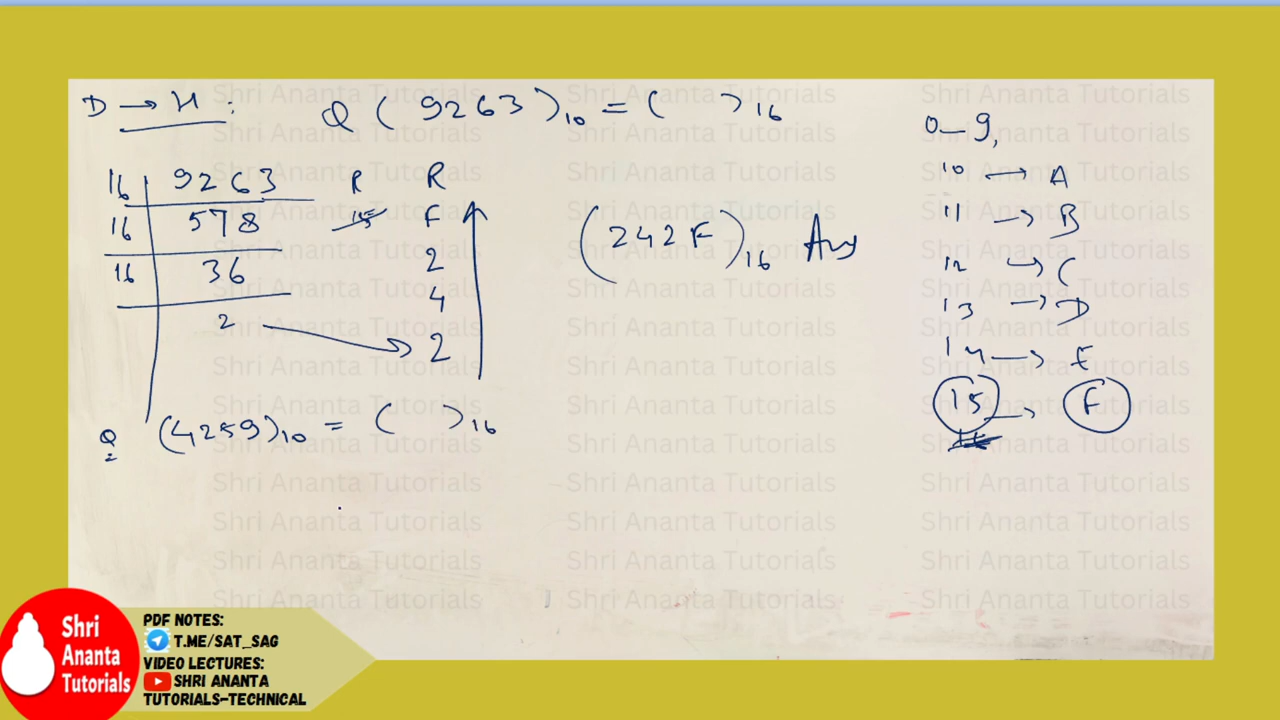 D → H : Q (9263)10 = ( )16
16 | 9263 R R
16 | 578 15 F
16 | 36 2
4
2 → 2
(242F)16 Ans
Q (4259)10 = ( )16
0-9,
10 → A
11 → B
12 → C
13 → D
14 → E
15 → F
Shri Ananta Tutorials
Shri
Ananta
Tutorials
PDF NOTES:
T.ME/SAT_SAG
VIDEO LECTURES:
SHRI ANANTA
TUTORIALS-TECHNICAL